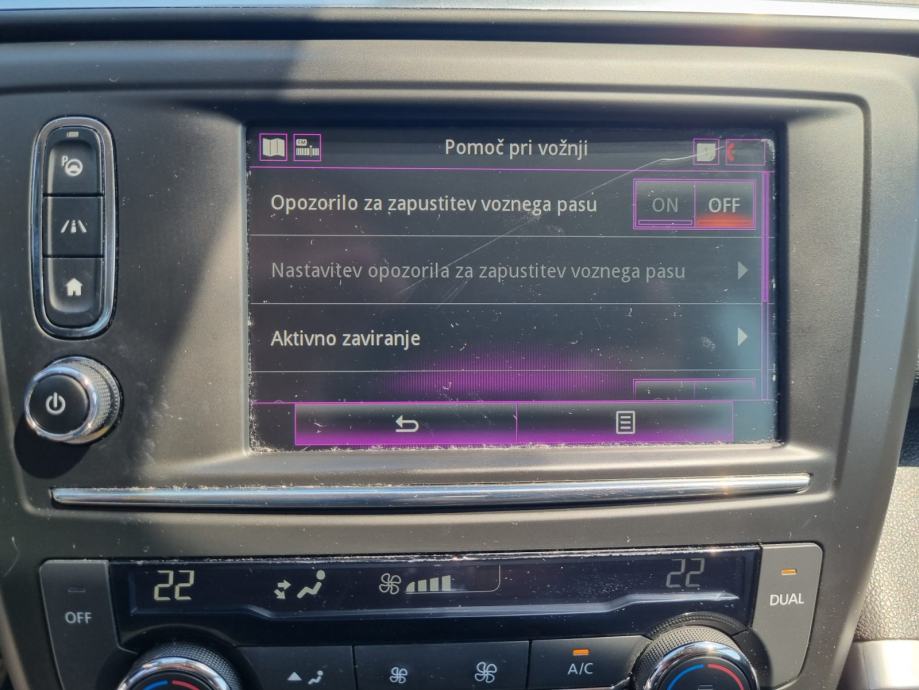 FM
Pomoč pri vožnji
Opozorilo za zapustitev voznega pasu
ON OFF
Nastavitev opozorila za zapustitev voznega pasu
Aktivno zaviranje
P
22
22
OFF
DUAL
A/C